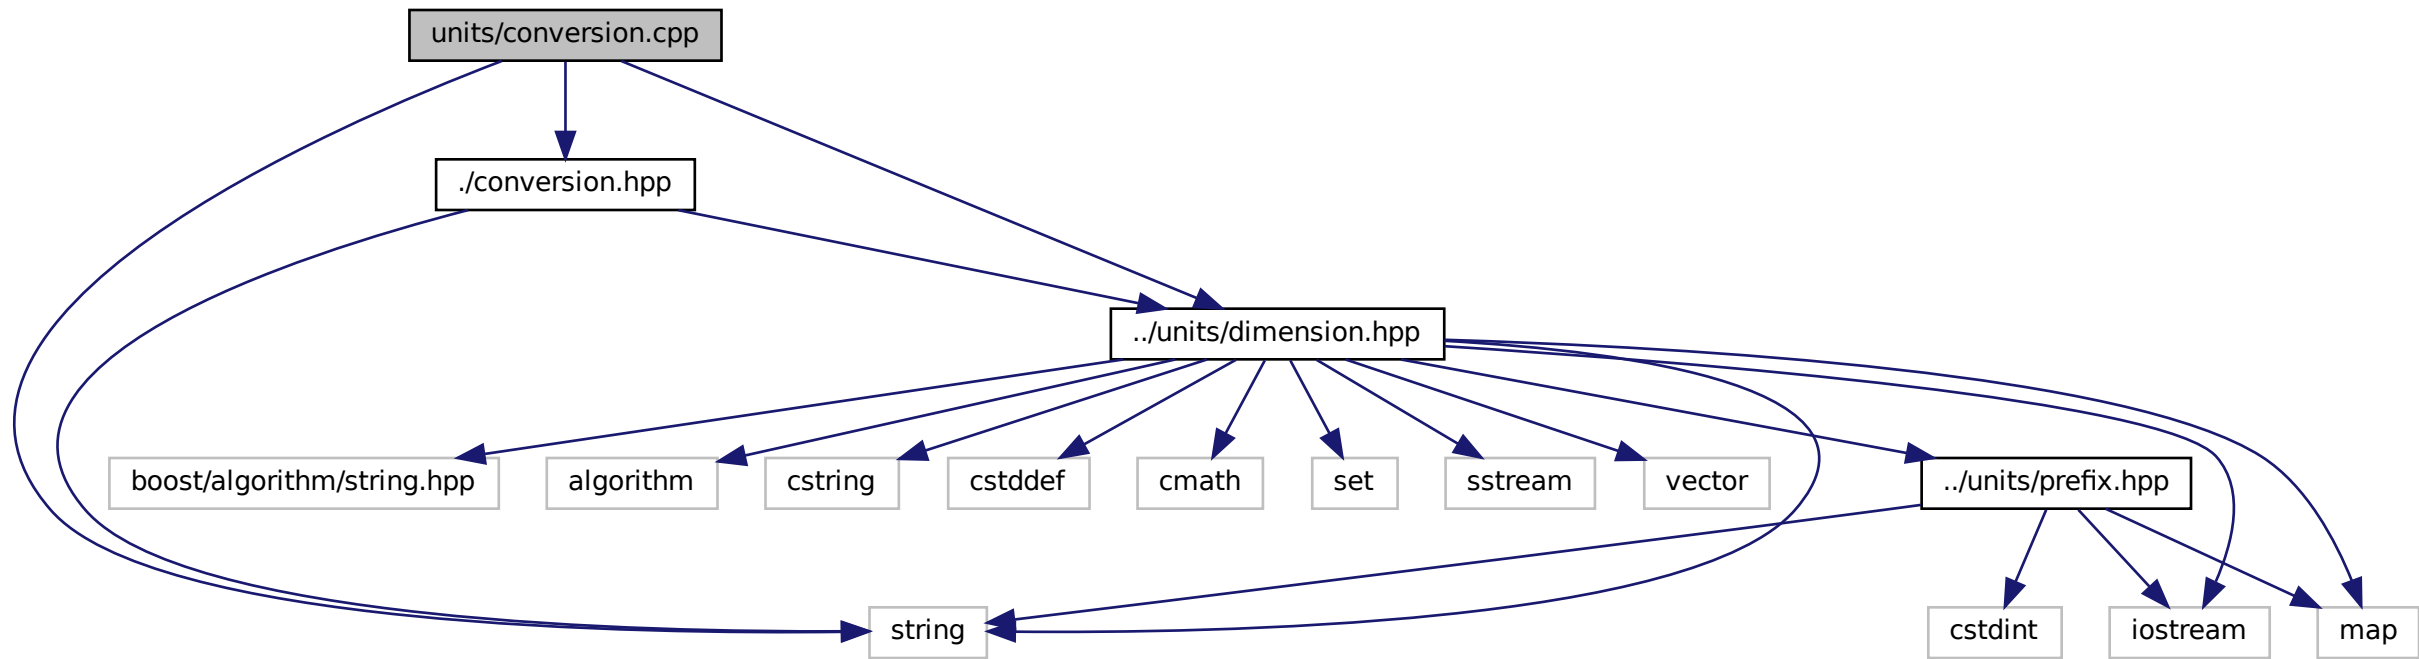 units/conversion.cpp
./conversion.hpp
../units/dimension.hpp
boost/algorithm/string.hpp
algorithm
cstring
cstddef
cmath
set
sstream
vector
../units/prefix.hpp
string
cstdint
iostream
map